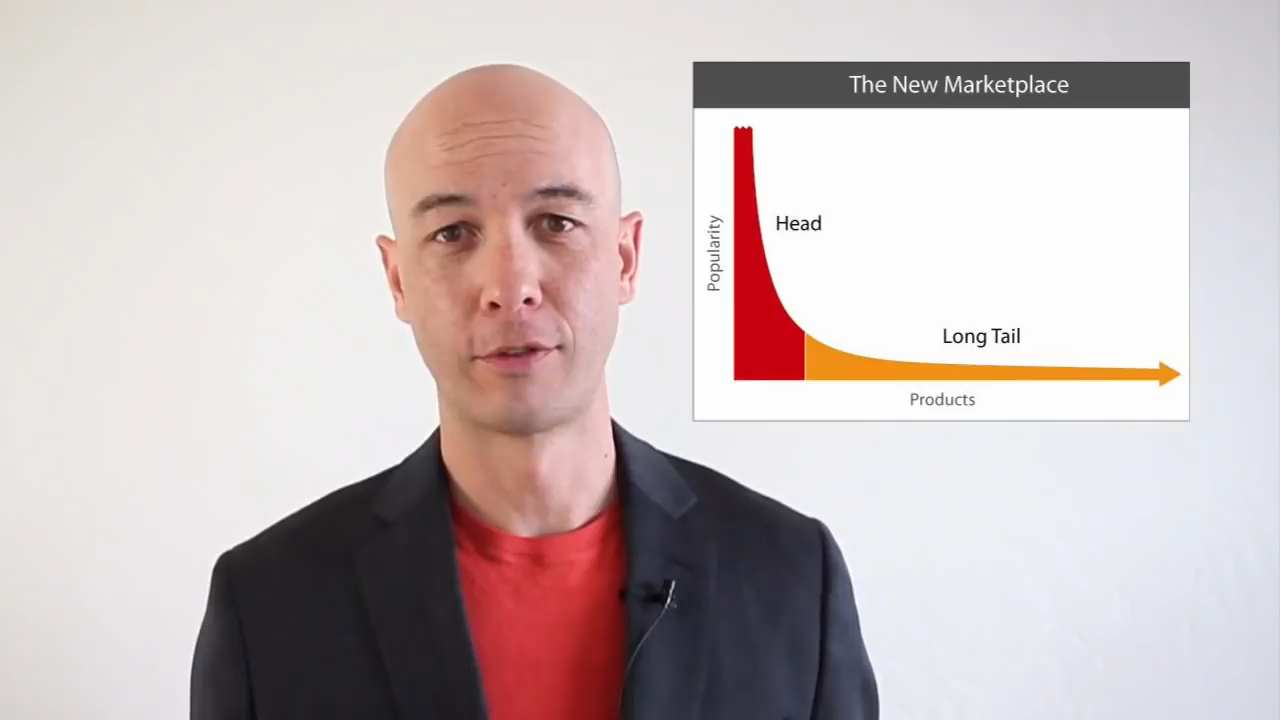 The New Marketplace
Head
Popularity
Long Tail
Products